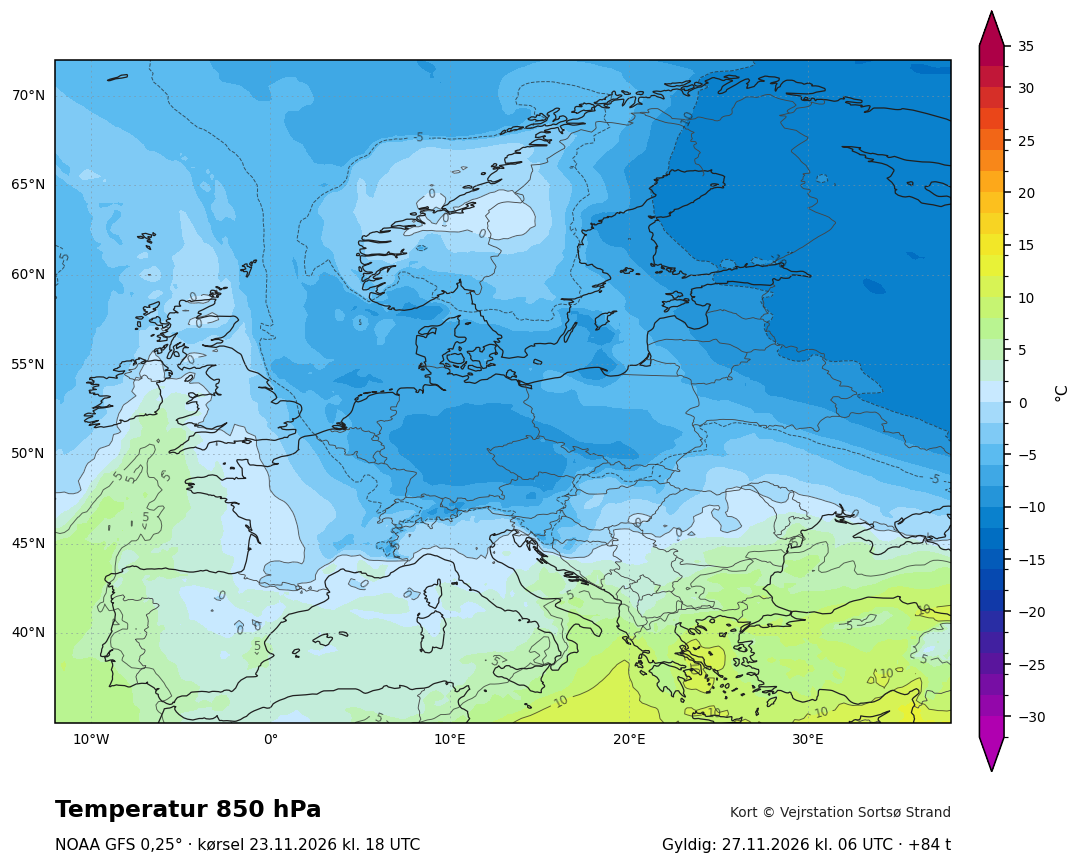 70°N
65°N
60°N
55°N
50°N
45°N
40°N
10°W
0°
10°E
20°E
30°E
35
30
25
20
15
10
5
0
−5
−10
−15
−20
−25
−30
°C
Temperatur 850 hPa
Kort © Vejrstation Sortsø Strand
NOAA GFS 0,25° · kørsel 23.11.2026 kl. 18 UTC
Gyldig: 27.11.2026 kl. 06 UTC · +84 t